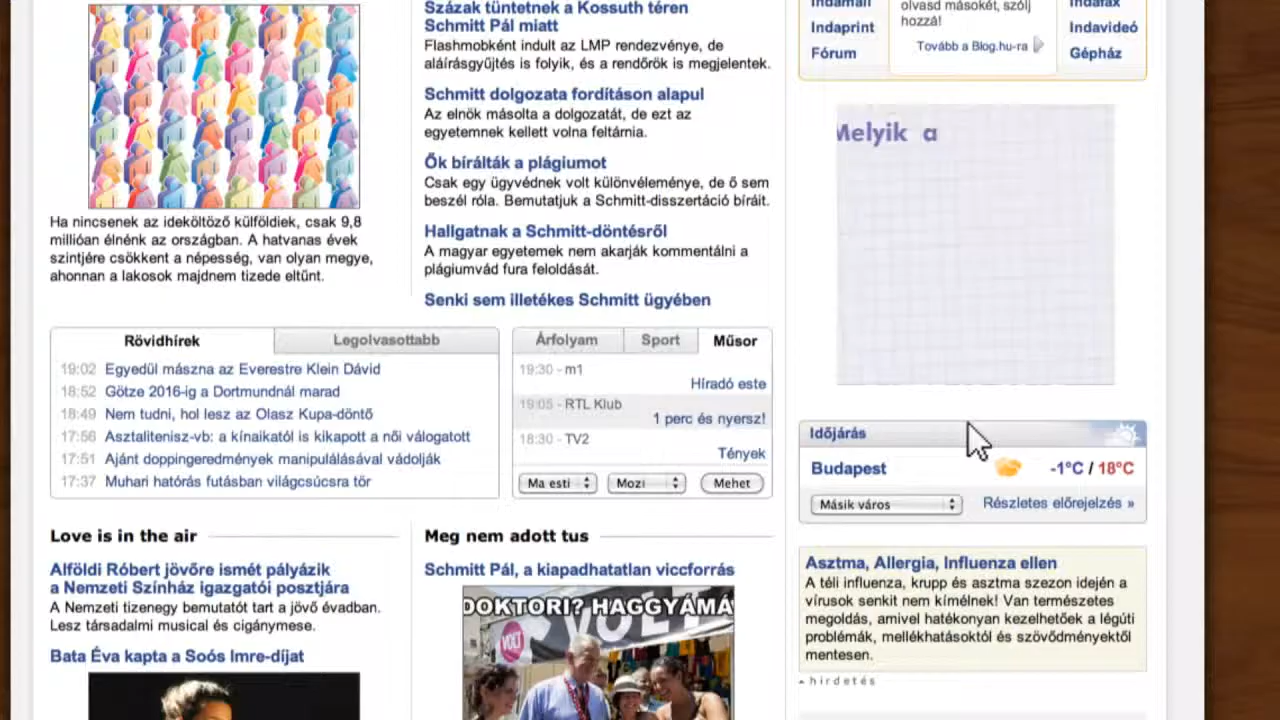 Százak tüntetnek a Kossuth téren
Schmitt Pál miatt
Flashmobként indult az LMP rendezvénye, de
aláírásgyűjtés is folyik, és a rendőrök is megjelentek.
Schmitt dolgozata fordításon alapul
Az elnök másolta a dolgozatát, de ezt az
egyetemnek kellett volna feltárnia.
Ők bírálták a plágiumot
Csak egy ügyvédnek volt különvéleménye, de ő sem
beszél róla. Bemutatjuk a Schmitt-disszertáció bíráit.
Hallgatnak a Schmitt-döntésről
A magyar egyetemek nem akarják kommentálni a
plágiumvád fura feloldását.
Senki sem illetékes Schmitt ügyében
Ha nincsenek az ideköltöző külföldiek, csak 9,8
millióan élnénk az országban. A hatvanas évek
szintjére csökkent a népesség, van olyan megye,
ahonnan a lakosok majdnem tizede eltűnt.
Indamail
Indaprint
Fórum
olvasd másokét, szólj
hozzá!
Tovább a Blog.hu-ra
Indafax
Indavideó
Gépház
Melyik a
Rövidhírek
Legolvasottabb
19:02 Egyedül mászna az Everestre Klein Dávid
18:52 Götze 2016-ig a Dortmundnál marad
18:49 Nem tudni, hol lesz az Olasz Kupa-döntő
17:56 Asztalitenisz-vb: a kínaikatól is kikapott a női válogatott
17:51 Ajánt doppingeredmények manipulálásával vádolják
17:37 Muhari hatórás futásban világcsúcsra tör
Árfolyam
Sport
Műsor
19:30 - m1
Híradó este
19:05 - RTL Klub
1 perc és nyersz!
18:30 - TV2
Tények
Ma esti
Mozi
Mehet
Időjárás
Budapest
-1°C / 18°C
Másik város
Részletes előrejelzés »
Love is in the air
Alföldi Róbert jövőre ismét pályázik
a Nemzeti Színház igazgatói posztjára
A Nemzeti tizenegy bemutatót tart a jövő évadban.
Lesz társadalmi musical és cigánymese.
Bata Éva kapta a Soós Imre-díjat
Meg nem adott tus
Schmitt Pál, a kiapadhatatlan viccforrás
DOKTORI? HAGGYÁMÁ
VOLT
Asztma, Allergia, Influenza ellen
A téli influenza, krupp és asztma szezon idején a
vírusok senkit nem kímélnek! Van természetes
megoldás, amivel hatékonyan kezelhetőek a légúti
problémák, mellékhatásoktól és szövődményektől
mentesen.
hirdetés